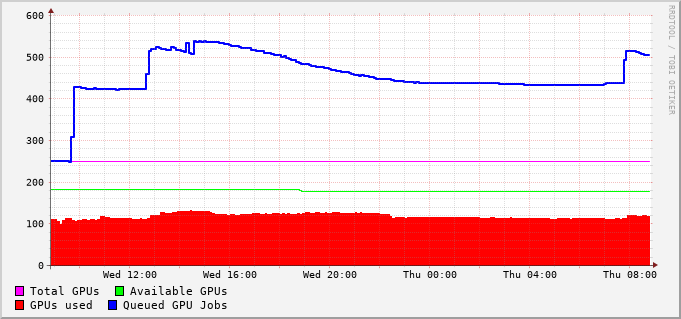 600
500
400
300
200
100
0
Wed 12:00 Wed 16:00 Wed 20:00 Thu 00:00 Thu 04:00 Thu 08:00
Total GPUs Available GPUs
GPUs used Queued GPU Jobs
RRDTOOL / TOBI OETIKER